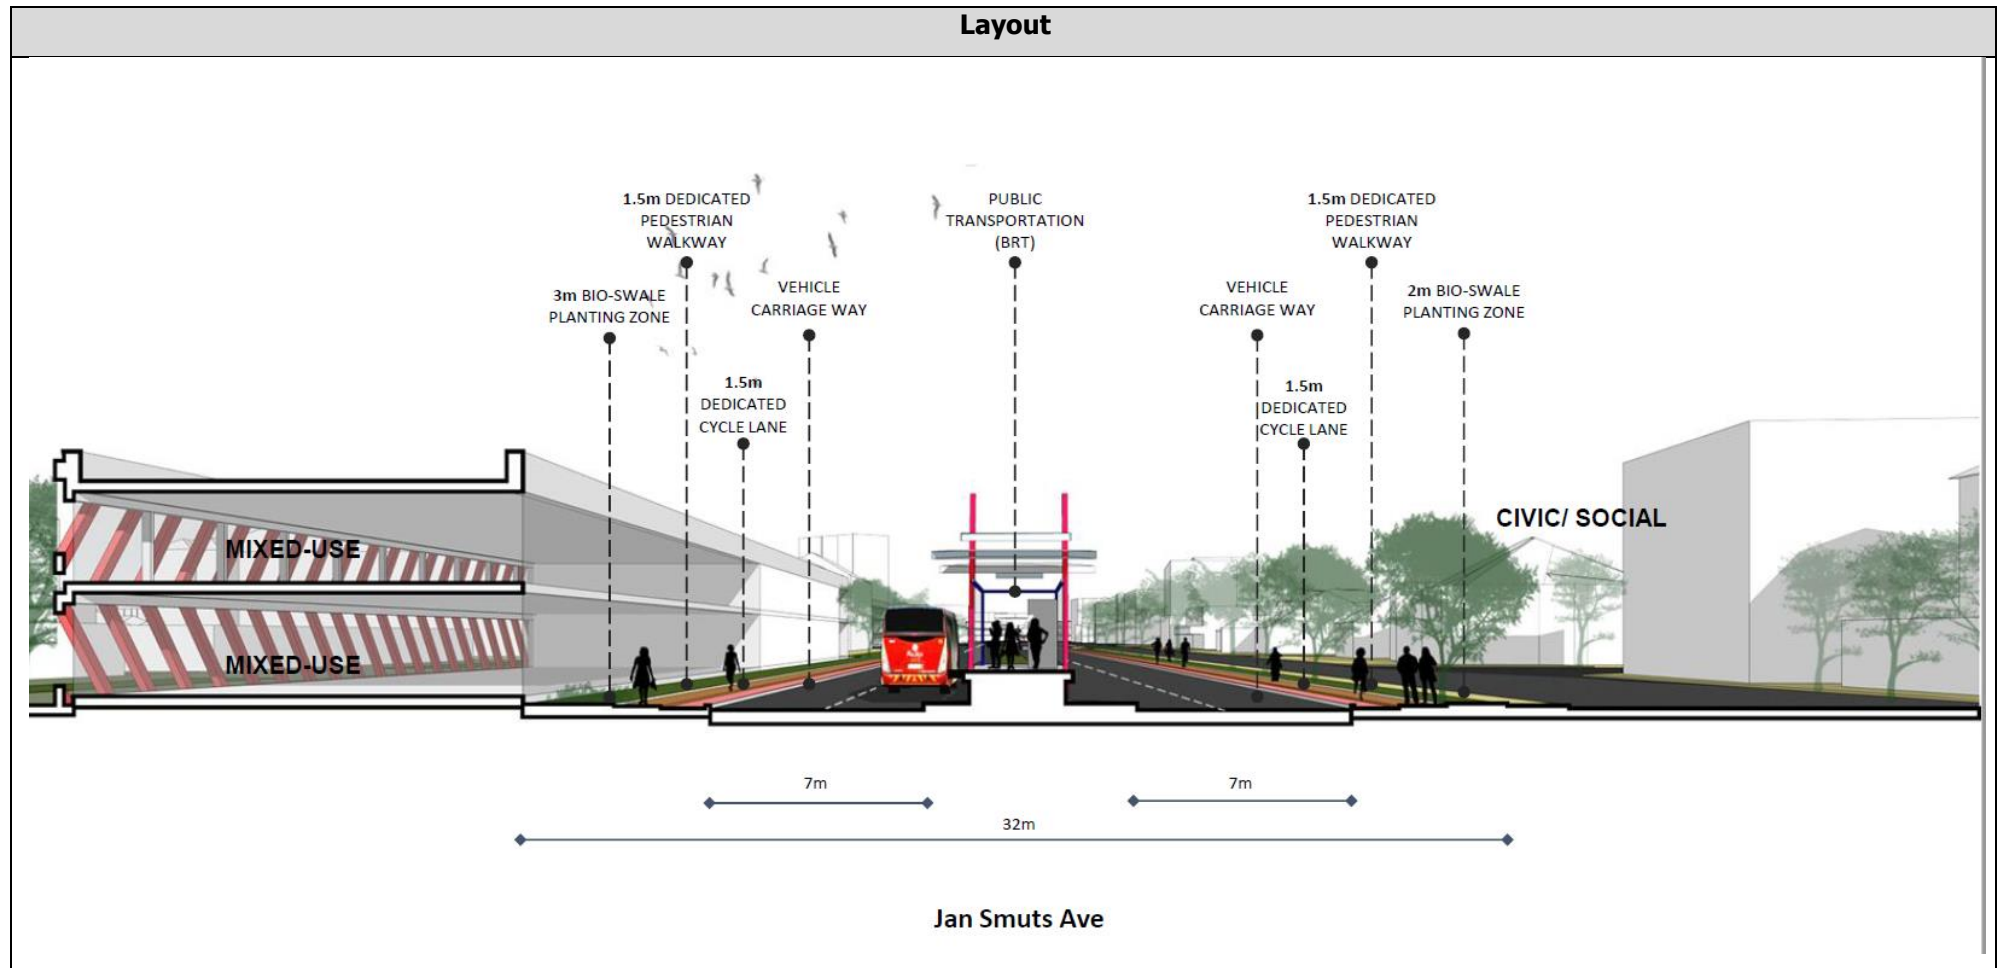 Layout
1.5m DEDICATED
PEDESTRIAN
WALKWAY
PUBLIC
TRANSPORTATION
(BRT)
1.5m DEDICATED
PEDESTRIAN
WALKWAY
3m BIO-SWALE
PLANTING ZONE
VEHICLE
CARRIAGE WAY
VEHICLE
CARRIAGE WAY
2m BIO-SWALE
PLANTING ZONE
1.5m
DEDICATED
CYCLE LANE
1.5m
DEDICATED
CYCLE LANE
CIVIC/ SOCIAL
MIXED-USE
MIXED-USE
7m
7m
32m
Jan Smuts Ave